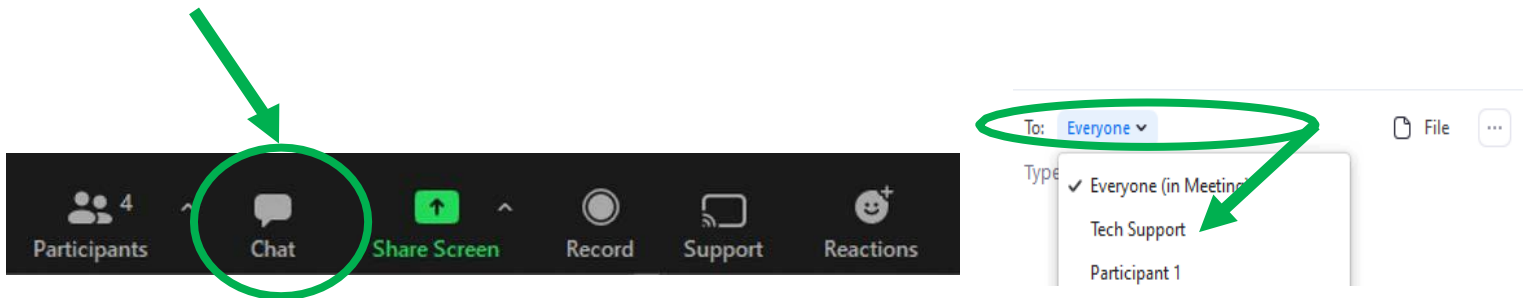 4
Participants
Chat
Share Screen
Record
Support
Reactions
To: Everyone
File
Type
Everyone (in Meeting)
Tech Support
Participant 1